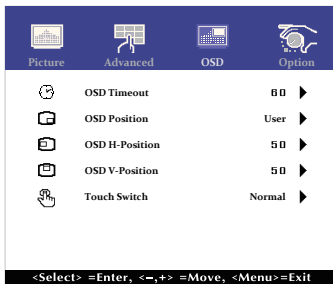 Picture Advanced OSD Option
OSD Timeout 60
OSD Position User
OSD H-Position 50
OSD V-Position 50
Touch Switch Normal
<Select> =Enter, <–,+> =Move, <Menu>=Exit